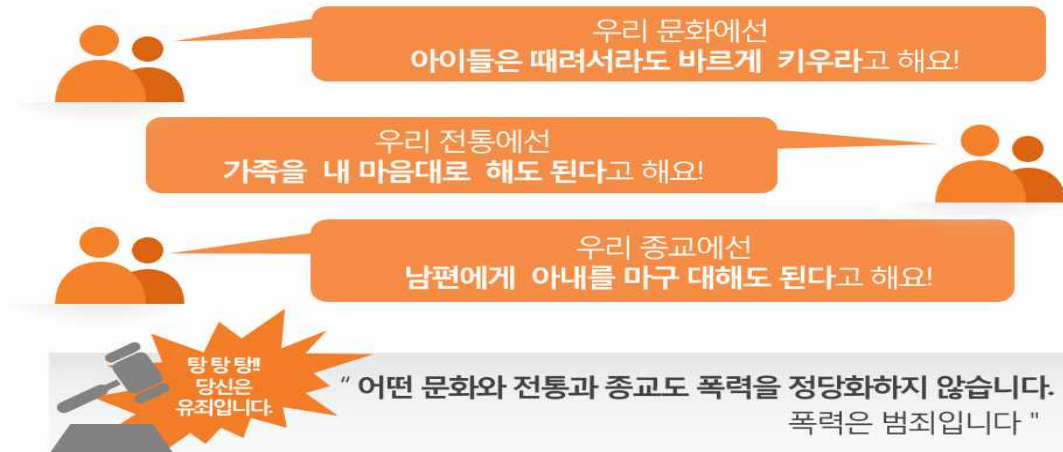 우리 문화에선
아이들은 때려서라도 바르게 키우라고 해요!
우리 전통에선
가족을 내 마음대로 해도 된다고 해요!
우리 종교에선
남편에게 아내를 마구 대해도 된다고 해요!
탕 탕 탕!!
당신은
유죄입니다.
“ 어떤 문화와 전통과 종교도 폭력을 정당화하지 않습니다.
폭력은 범죄입니다 "